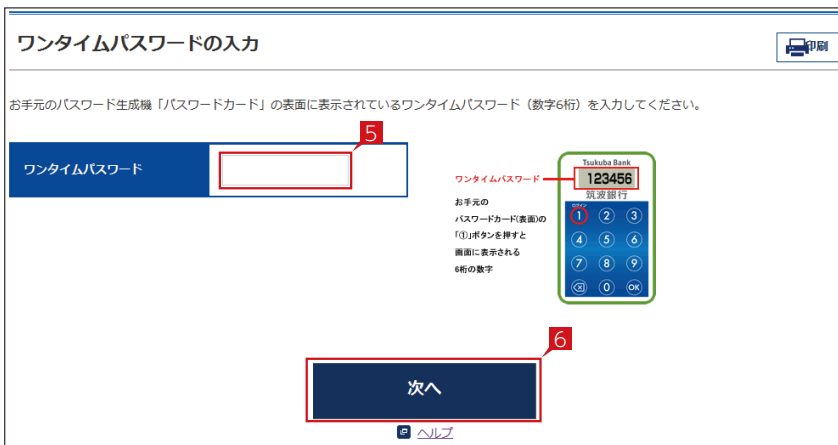 ワンタイムパスワードの入力
印刷
お手元のパスワード生成機「パスワードカード」の表面に表示されているワンタイムパスワード（数字6桁）を入力してください。
5
ワンタイムパスワード
ワンタイムパスワード
お手元の
パスワードカード(表面)の
「①」ボタンを押すと
画面に表示される
6桁の数字
Tsukuba Bank
123456
筑波銀行
ログイン
1 2 3
4 5 6
7 8 9
0 OK
6
次へ
ヘルプ